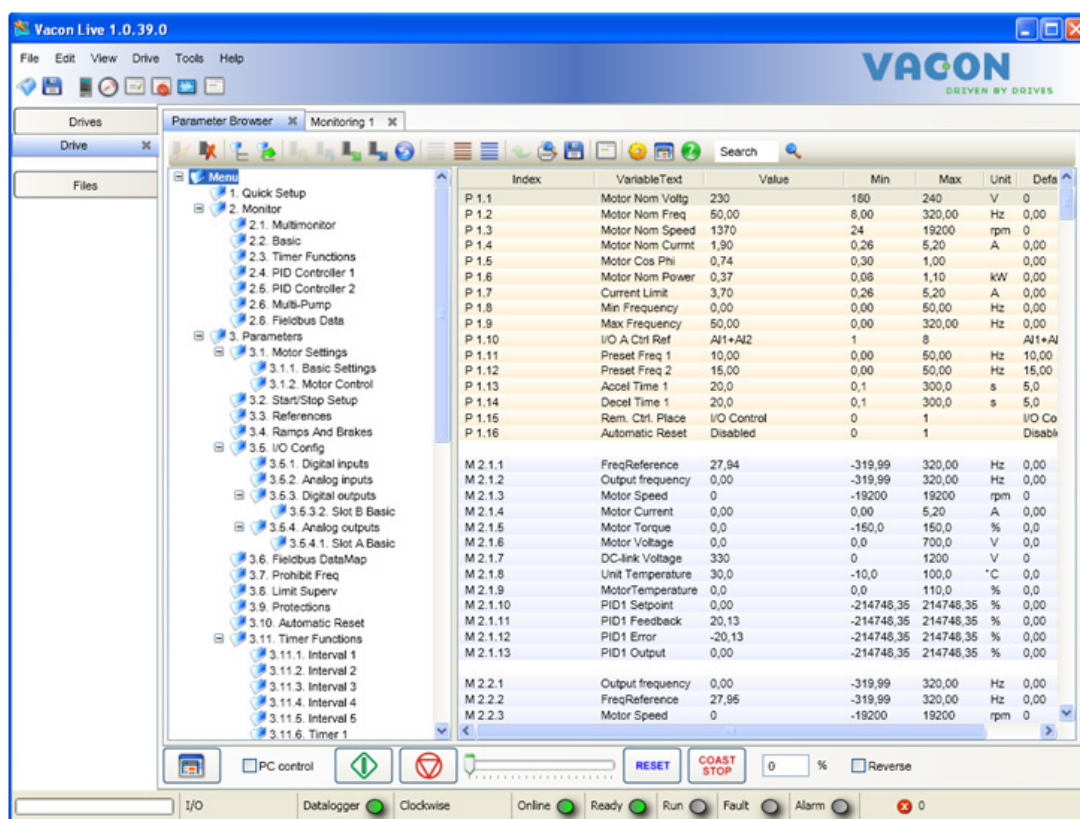 Vacon Live 1.0.39.0
File Edit View Drive Tools Help
VACON
DRIVEN BY DRIVES
Drives
Drive
Files
Parameter Browser Monitoring 1
Search
Menu
1. Quick Setup
2. Monitor
2.1. Multimonitor
2.2. Basic
2.3. Timer Functions
2.4. PID Controller 1
2.5. PID Controller 2
2.6. Multi-Pump
2.8. Fieldbus Data
3. Parameters
3.1. Motor Settings
3.1.1. Basic Settings
3.1.2. Motor Control
3.2. Start/Stop Setup
3.3. References
3.4. Ramps And Brakes
3.5. I/O Config
3.5.1. Digital inputs
3.5.2. Analog inputs
3.5.3. Digital outputs
3.5.3.2. Slot B Basic
3.5.4. Analog outputs
3.5.4.1. Slot A Basic
3.6. Fieldbus DataMap
3.7. Prohibit Freq
3.8. Limit Superv
3.9. Protections
3.10. Automatic Reset
3.11. Timer Functions
3.11.1. Interval 1
3.11.2. Interval 2
3.11.3. Interval 3
3.11.4. Interval 4
3.11.5. Interval 5
3.11.6. Timer 1
Index VariableText Value Min Max Unit Defa
P 1.1 Motor Nom Voltg 230 180 240 V 0
P 1.2 Motor Nom Freq 50,00 8,00 320,00 Hz 0,00
P 1.3 Motor Nom Speed 1370 24 19200 rpm 0
P 1.4 Motor Nom Currnt 1,90 0,26 5,20 A 0,00
P 1.5 Motor Cos Phi 0,74 0,30 1,00 0,00
P 1.6 Motor Nom Power 0,37 0,08 1,10 kW 0,00
P 1.7 Current Limit 3,70 0,26 5,20 A 0,00
P 1.8 Min Frequency 0,00 0,00 50,00 Hz 0,00
P 1.9 Max Frequency 50,00 0,00 320,00 Hz 0,00
P 1.10 I/O A Ctrl Ref AI1+AI2 1 8 AI1+AI
P 1.11 Preset Freq 1 10,00 0,00 50,00 Hz 10,00
P 1.12 Preset Freq 2 15,00 0,00 50,00 Hz 15,00
P 1.13 Accel Time 1 20,0 0,1 300,0 s 5,0
P 1.14 Decel Time 1 20,0 0,1 300,0 s 5,0
P 1.15 Rem. Ctrl. Place I/O Control 0 1 I/O Co
P 1.16 Automatic Reset Disabled 0 1 Disabl
M 2.1.1 FreqReference 27,94 -319,99 320,00 Hz 0,00
M 2.1.2 Output frequency 0,00 -319,99 320,00 Hz 0,00
M 2.1.3 Motor Speed 0 -19200 19200 rpm 0
M 2.1.4 Motor Current 0,00 0,00 5,20 A 0,00
M 2.1.5 Motor Torque 0,0 -150,0 150,0 % 0,0
M 2.1.6 Motor Voltage 0,0 0,0 700,0 V 0,0
M 2.1.7 DC-link Voltage 330 0 1200 V 0
M 2.1.8 Unit Temperature 30,0 -10,0 100,0 °C 0,0
M 2.1.9 MotorTemperature 0,0 0,0 110,0 % 0,0
M 2.1.10 PID1 Setpoint 0,00 -214748,35 214748,35 % 0,00
M 2.1.11 PID1 Feedback 20,13 -214748,35 214748,35 % 0,00
M 2.1.12 PID1 Error -20,13 -214748,35 214748,35 % 0,00
M 2.1.13 PID1 Output 0,00 -214748,35 214748,35 % 0,00
M 2.2.1 Output frequency 0,00 -319,99 320,00 Hz 0,00
M 2.2.2 FreqReference 27,95 -319,99 320,00 Hz 0,00
M 2.2.3 Motor Speed 0 -19200 19200 rpm 0
PC control RESET COAST STOP 0 % Reverse
I/O Datalogger Clockwise Online Ready Run Fault Alarm 0